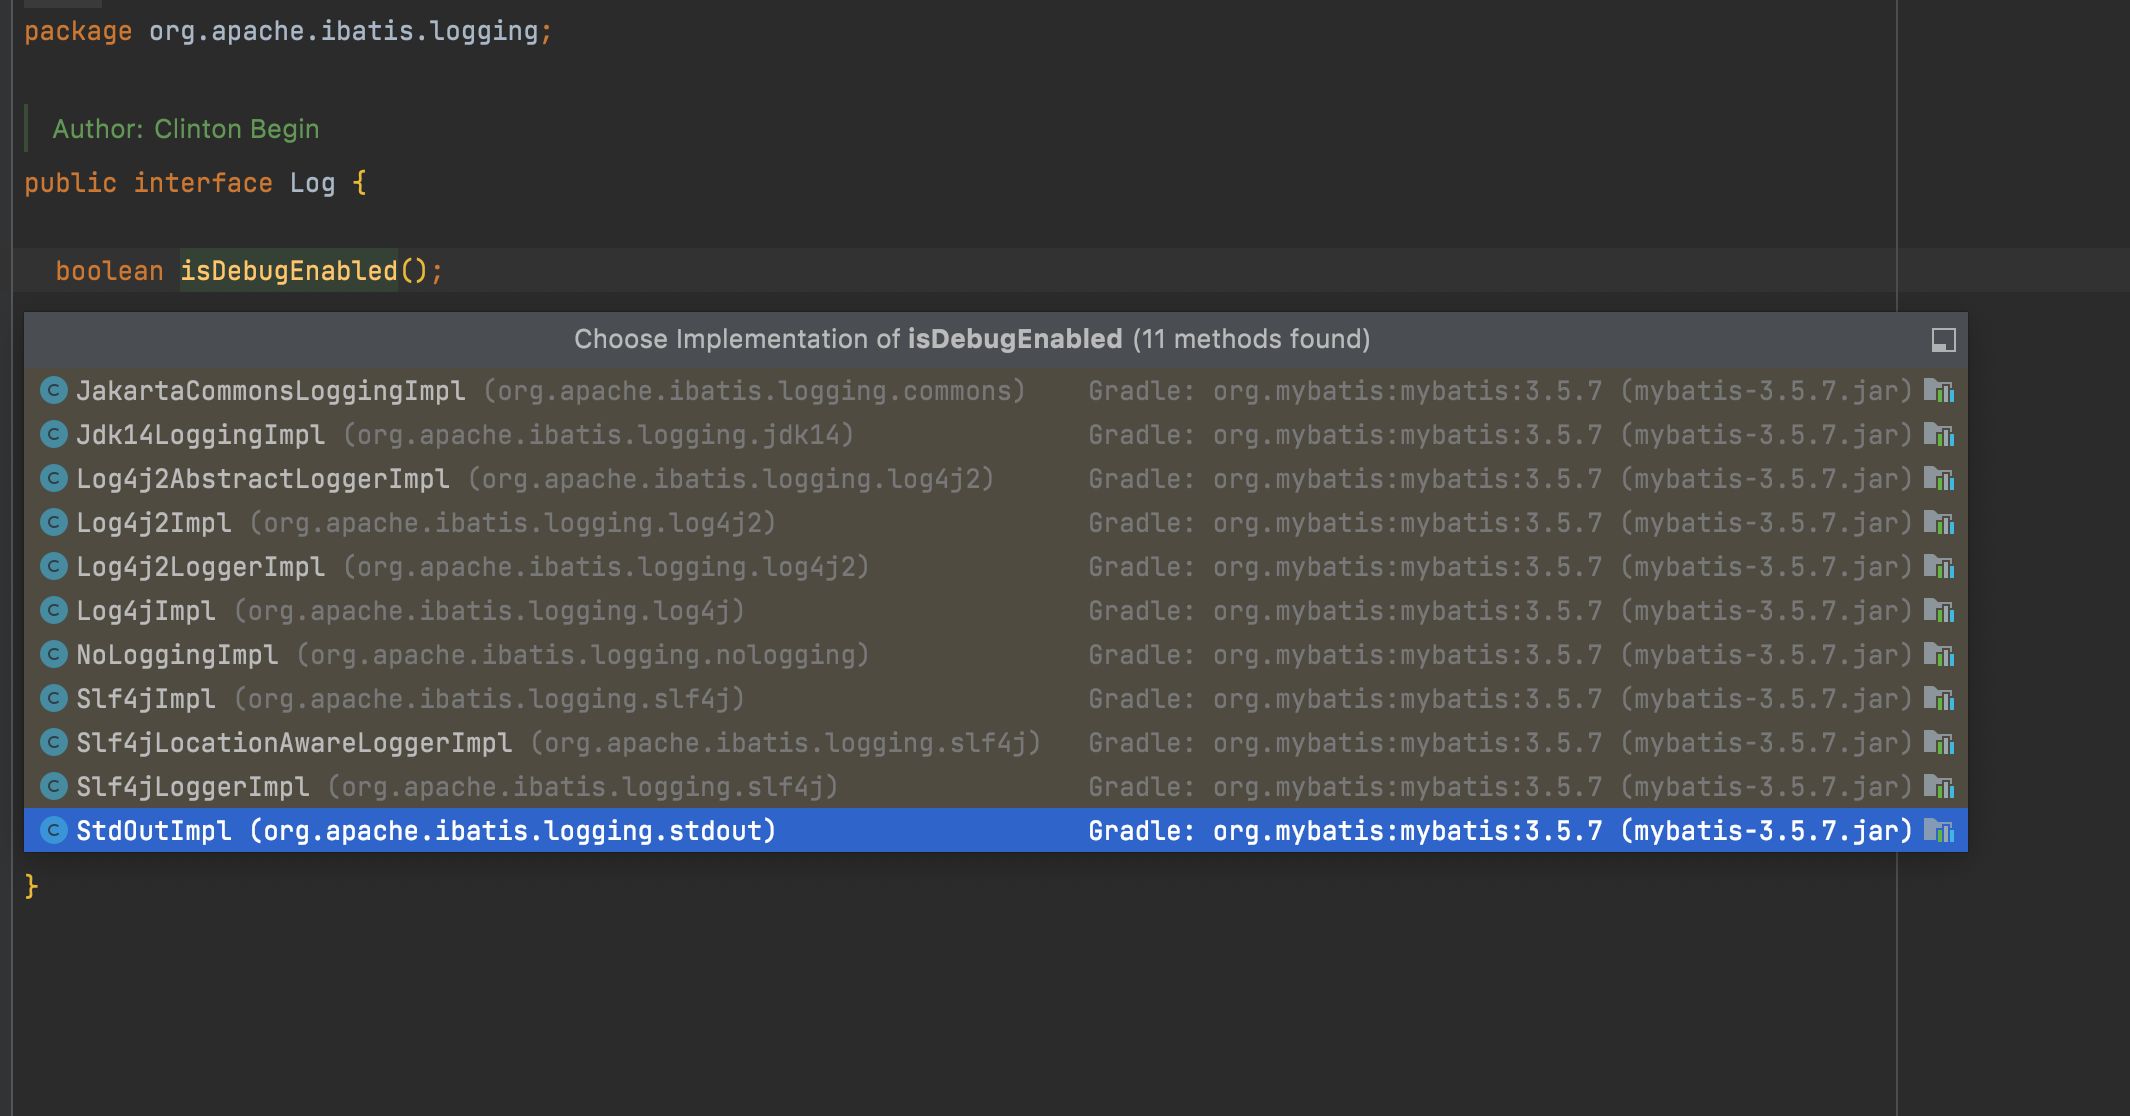 package org.apache.ibatis.logging;
Author: Clinton Begin
public interface Log {
boolean isDebugEnabled();
Choose Implementation of isDebugEnabled (11 methods found)
JakartaCommonsLoggingImpl (org.apache.ibatis.logging.commons) Gradle: org.mybatis:mybatis:3.5.7 (mybatis-3.5.7.jar)
Jdk14LoggingImpl (org.apache.ibatis.logging.jdk14) Gradle: org.mybatis:mybatis:3.5.7 (mybatis-3.5.7.jar)
Log4j2AbstractLoggerImpl (org.apache.ibatis.logging.log4j2) Gradle: org.mybatis:mybatis:3.5.7 (mybatis-3.5.7.jar)
Log4j2Impl (org.apache.ibatis.logging.log4j2) Gradle: org.mybatis:mybatis:3.5.7 (mybatis-3.5.7.jar)
Log4j2LoggerImpl (org.apache.ibatis.logging.log4j2) Gradle: org.mybatis:mybatis:3.5.7 (mybatis-3.5.7.jar)
Log4jImpl (org.apache.ibatis.logging.log4j) Gradle: org.mybatis:mybatis:3.5.7 (mybatis-3.5.7.jar)
NoLoggingImpl (org.apache.ibatis.logging.nologging) Gradle: org.mybatis:mybatis:3.5.7 (mybatis-3.5.7.jar)
Slf4jImpl (org.apache.ibatis.logging.slf4j) Gradle: org.mybatis:mybatis:3.5.7 (mybatis-3.5.7.jar)
Slf4jLocationAwareLoggerImpl (org.apache.ibatis.logging.slf4j) Gradle: org.mybatis:mybatis:3.5.7 (mybatis-3.5.7.jar)
Slf4jLoggerImpl (org.apache.ibatis.logging.slf4j) Gradle: org.mybatis:mybatis:3.5.7 (mybatis-3.5.7.jar)
StdOutImpl (org.apache.ibatis.logging.stdout) Gradle: org.mybatis:mybatis:3.5.7 (mybatis-3.5.7.jar)
}